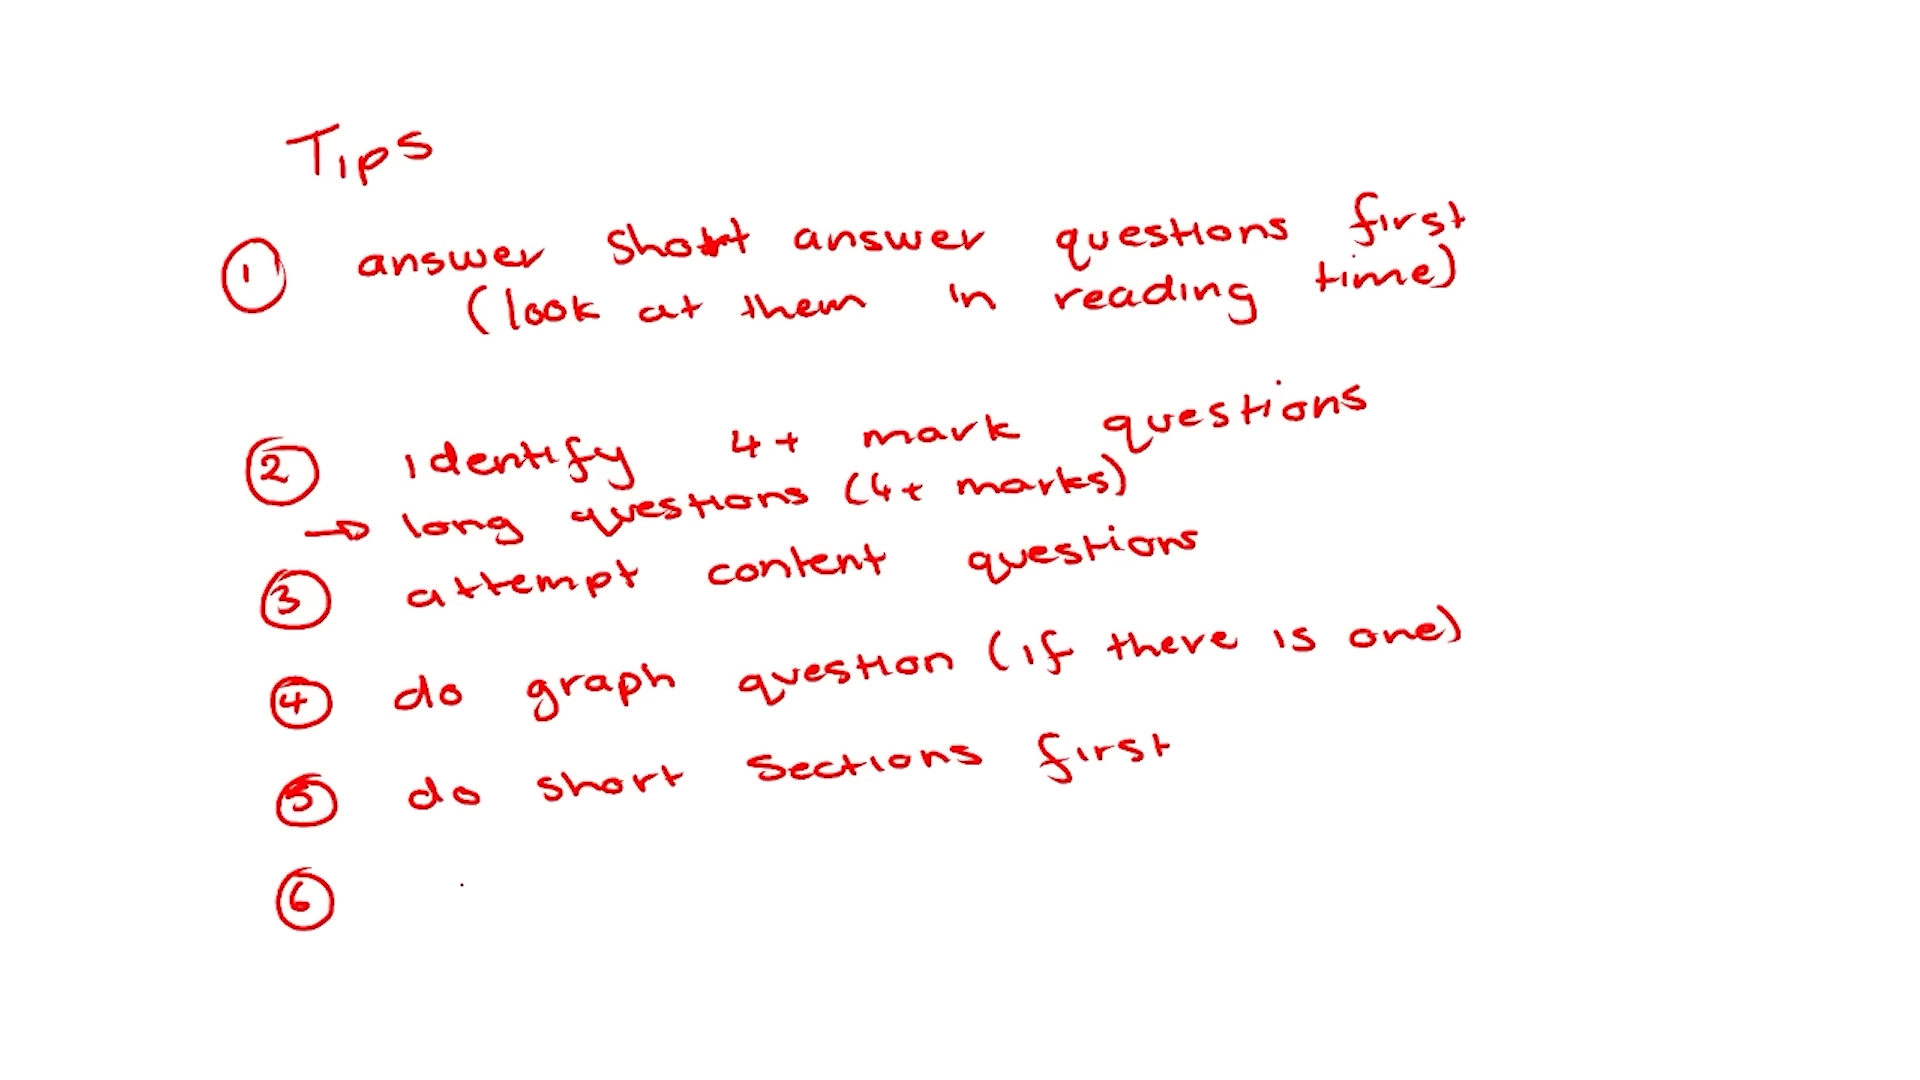 Tips
1 answer short answer questions first
(look at them in reading time)
2 identify 4+ mark questions
→ long questions (4+ marks)
3 attempt content questions
4 do graph question (if there is one)
5 do short sections first
6